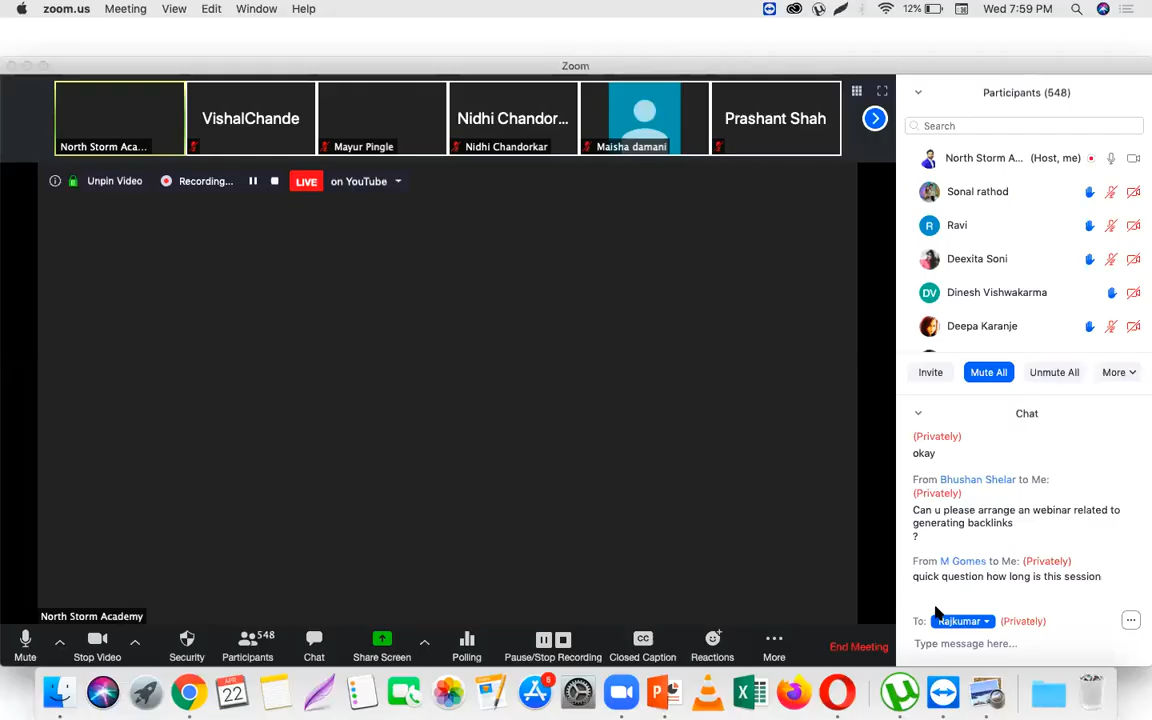 zoom.us Meeting View Edit Window Help 12% Wed 7:59 PM
Zoom
VishalChande Nidhi Chandor... Prashant Shah
North Storm Aca... Mayur Pingle Nidhi Chandorkar Maisha damani
Unpin Video Recording... LIVE on YouTube
North Storm Academy
Participants (548)
Search
North Storm A... (Host, me)
Sonal rathod
R Ravi
Deexita Soni
DV Dinesh Vishwakarma
Deepa Karanje
Invite Mute All Unmute All More
Chat
(Privately)
okay
From Bhushan Shelar to Me:
(Privately)
Can u please arrange an webinar related to
generating backlinks
?
From M Gomes to Me: (Privately)
quick question how long is this session
To: Rajkumar (Privately)
Type message here...
548
CC
Mute Stop Video Security Participants Chat Share Screen Polling Pause/Stop Recording Closed Caption Reactions More End Meeting
APR
22
6